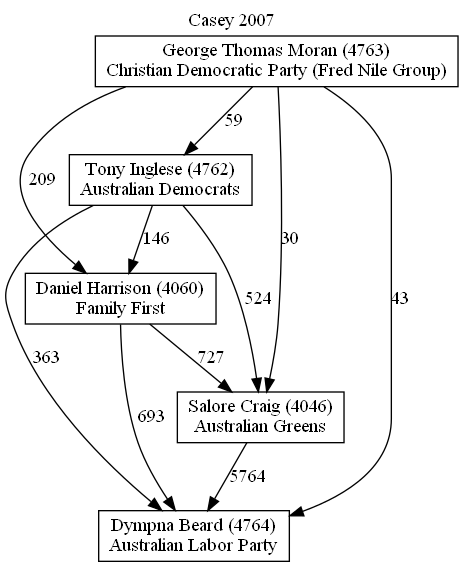 Casey 2007
George Thomas Moran (4763)
Christian Democratic Party (Fred Nile Group)
59
Tony Inglese (4762)
Australian Democrats
209
146
30
43
Daniel Harrison (4060)
Family First
524
363
727
693
Salore Craig (4046)
Australian Greens
5764
Dympna Beard (4764)
Australian Labor Party